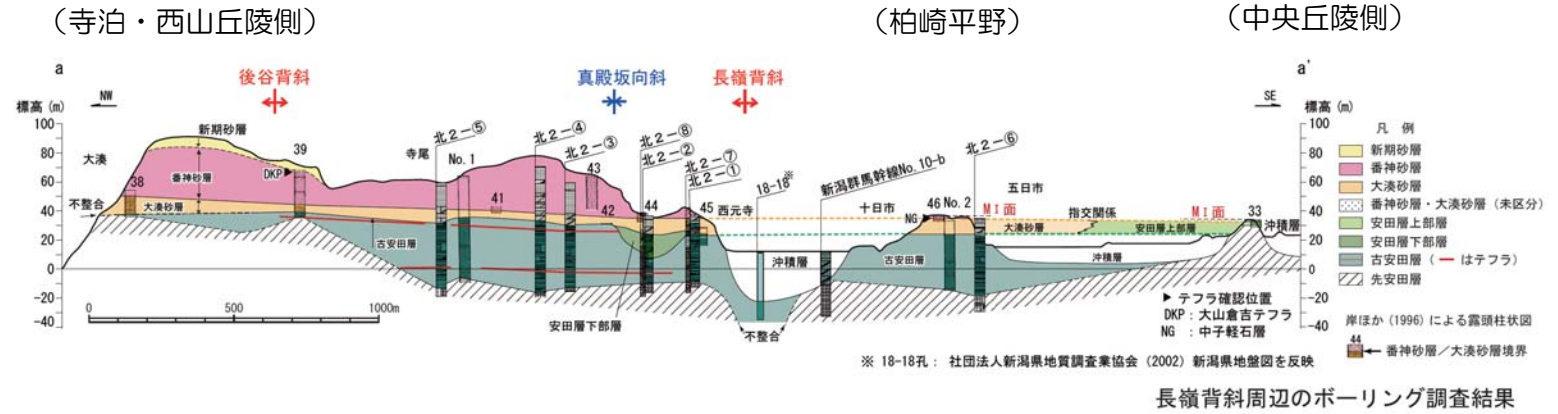 （寺泊・西山丘陵側）
（柏崎平野）
（中央丘陵側）
a
a'
後谷背斜
真殿坂向斜
長嶺背斜
標高(m)
NW
SE
標高(m)
100
80
60
40
20
0
-20
-40
100
80
60
40
20
0
-20
-40
新期砂層
大湊
38
番神砂層
DKP
39
不整合
大湊砂層
寺尾
北2-⑤
No.1
41
古安田層
北2-④
北2-③
43
42
北2-⑧
北2-②
44
北2-⑦
北2-①
45
安田層下部層
西元寺
18-18※
新潟群馬幹線No.10-b
十日市
沖積層
不整合
古安田層
NG
46
No.2
北2-⑥
五日市
MⅠ面
大湊砂層
指交関係
安田層上部層
沖積層
MⅠ面
33
沖積層
0
500
1000m
凡 例
新期砂層
番神砂層
大湊砂層
番神砂層・大湊砂層（未区分）
安田層上部層
安田層下部層
古安田層（ ー はテフラ）
先安田層
▶ テフラ確認位置
DKP：大山倉吉テフラ
NG ：中子軽石層
岸ほか(1996)による露頭柱状図
44
番神砂層／大湊砂層境界
※ 18-18孔： 社団法人新潟県地質調査業協会（2002）新潟県地盤図を反映
長嶺背斜周辺のボーリング調査結果